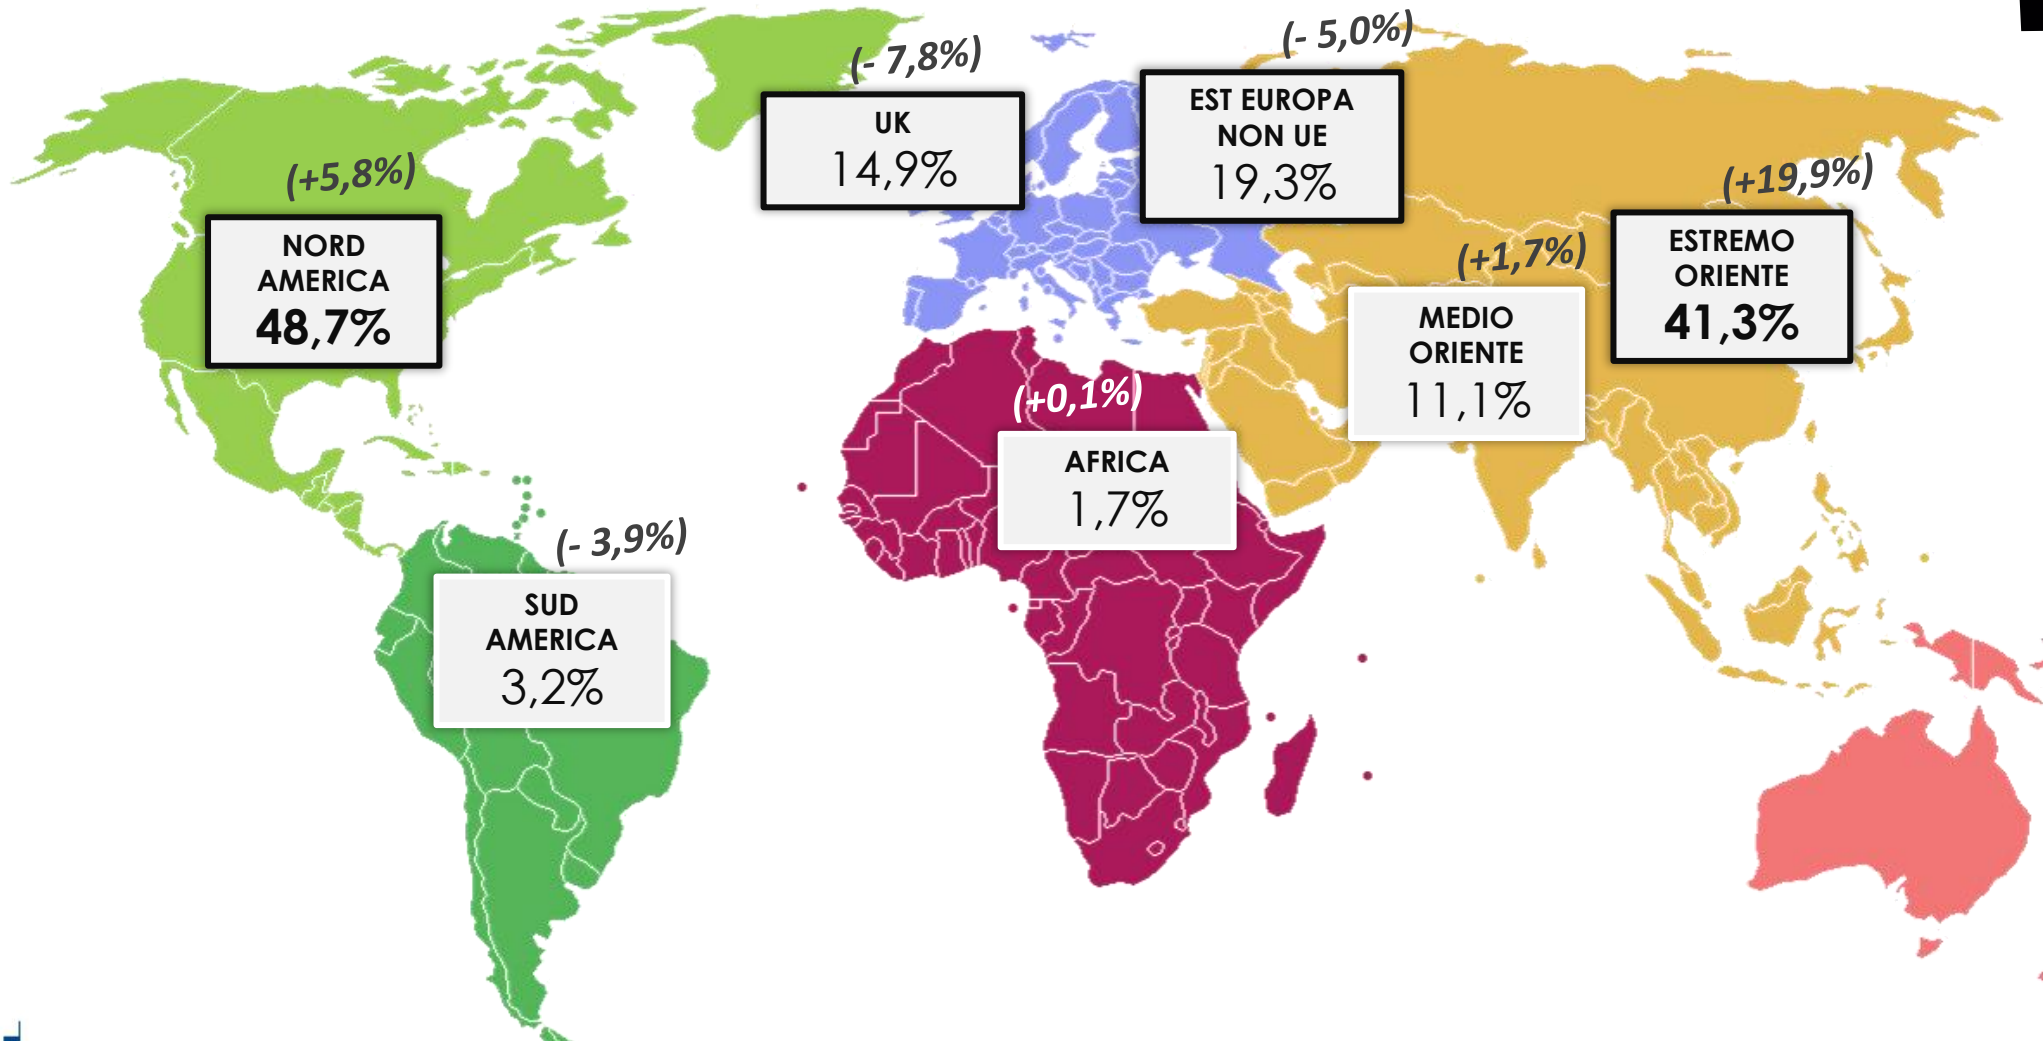 (- 7,8%)
UK
14,9%
(- 5,0%)
EST EUROPA
NON UE
19,3%
(+5,8%)
NORD
AMERICA
48,7%
(+19,9%)
ESTREMO
ORIENTE
41,3%
(+1,7%)
MEDIO
ORIENTE
11,1%
(+0,1%)
AFRICA
1,7%
(- 3,9%)
SUD
AMERICA
3,2%